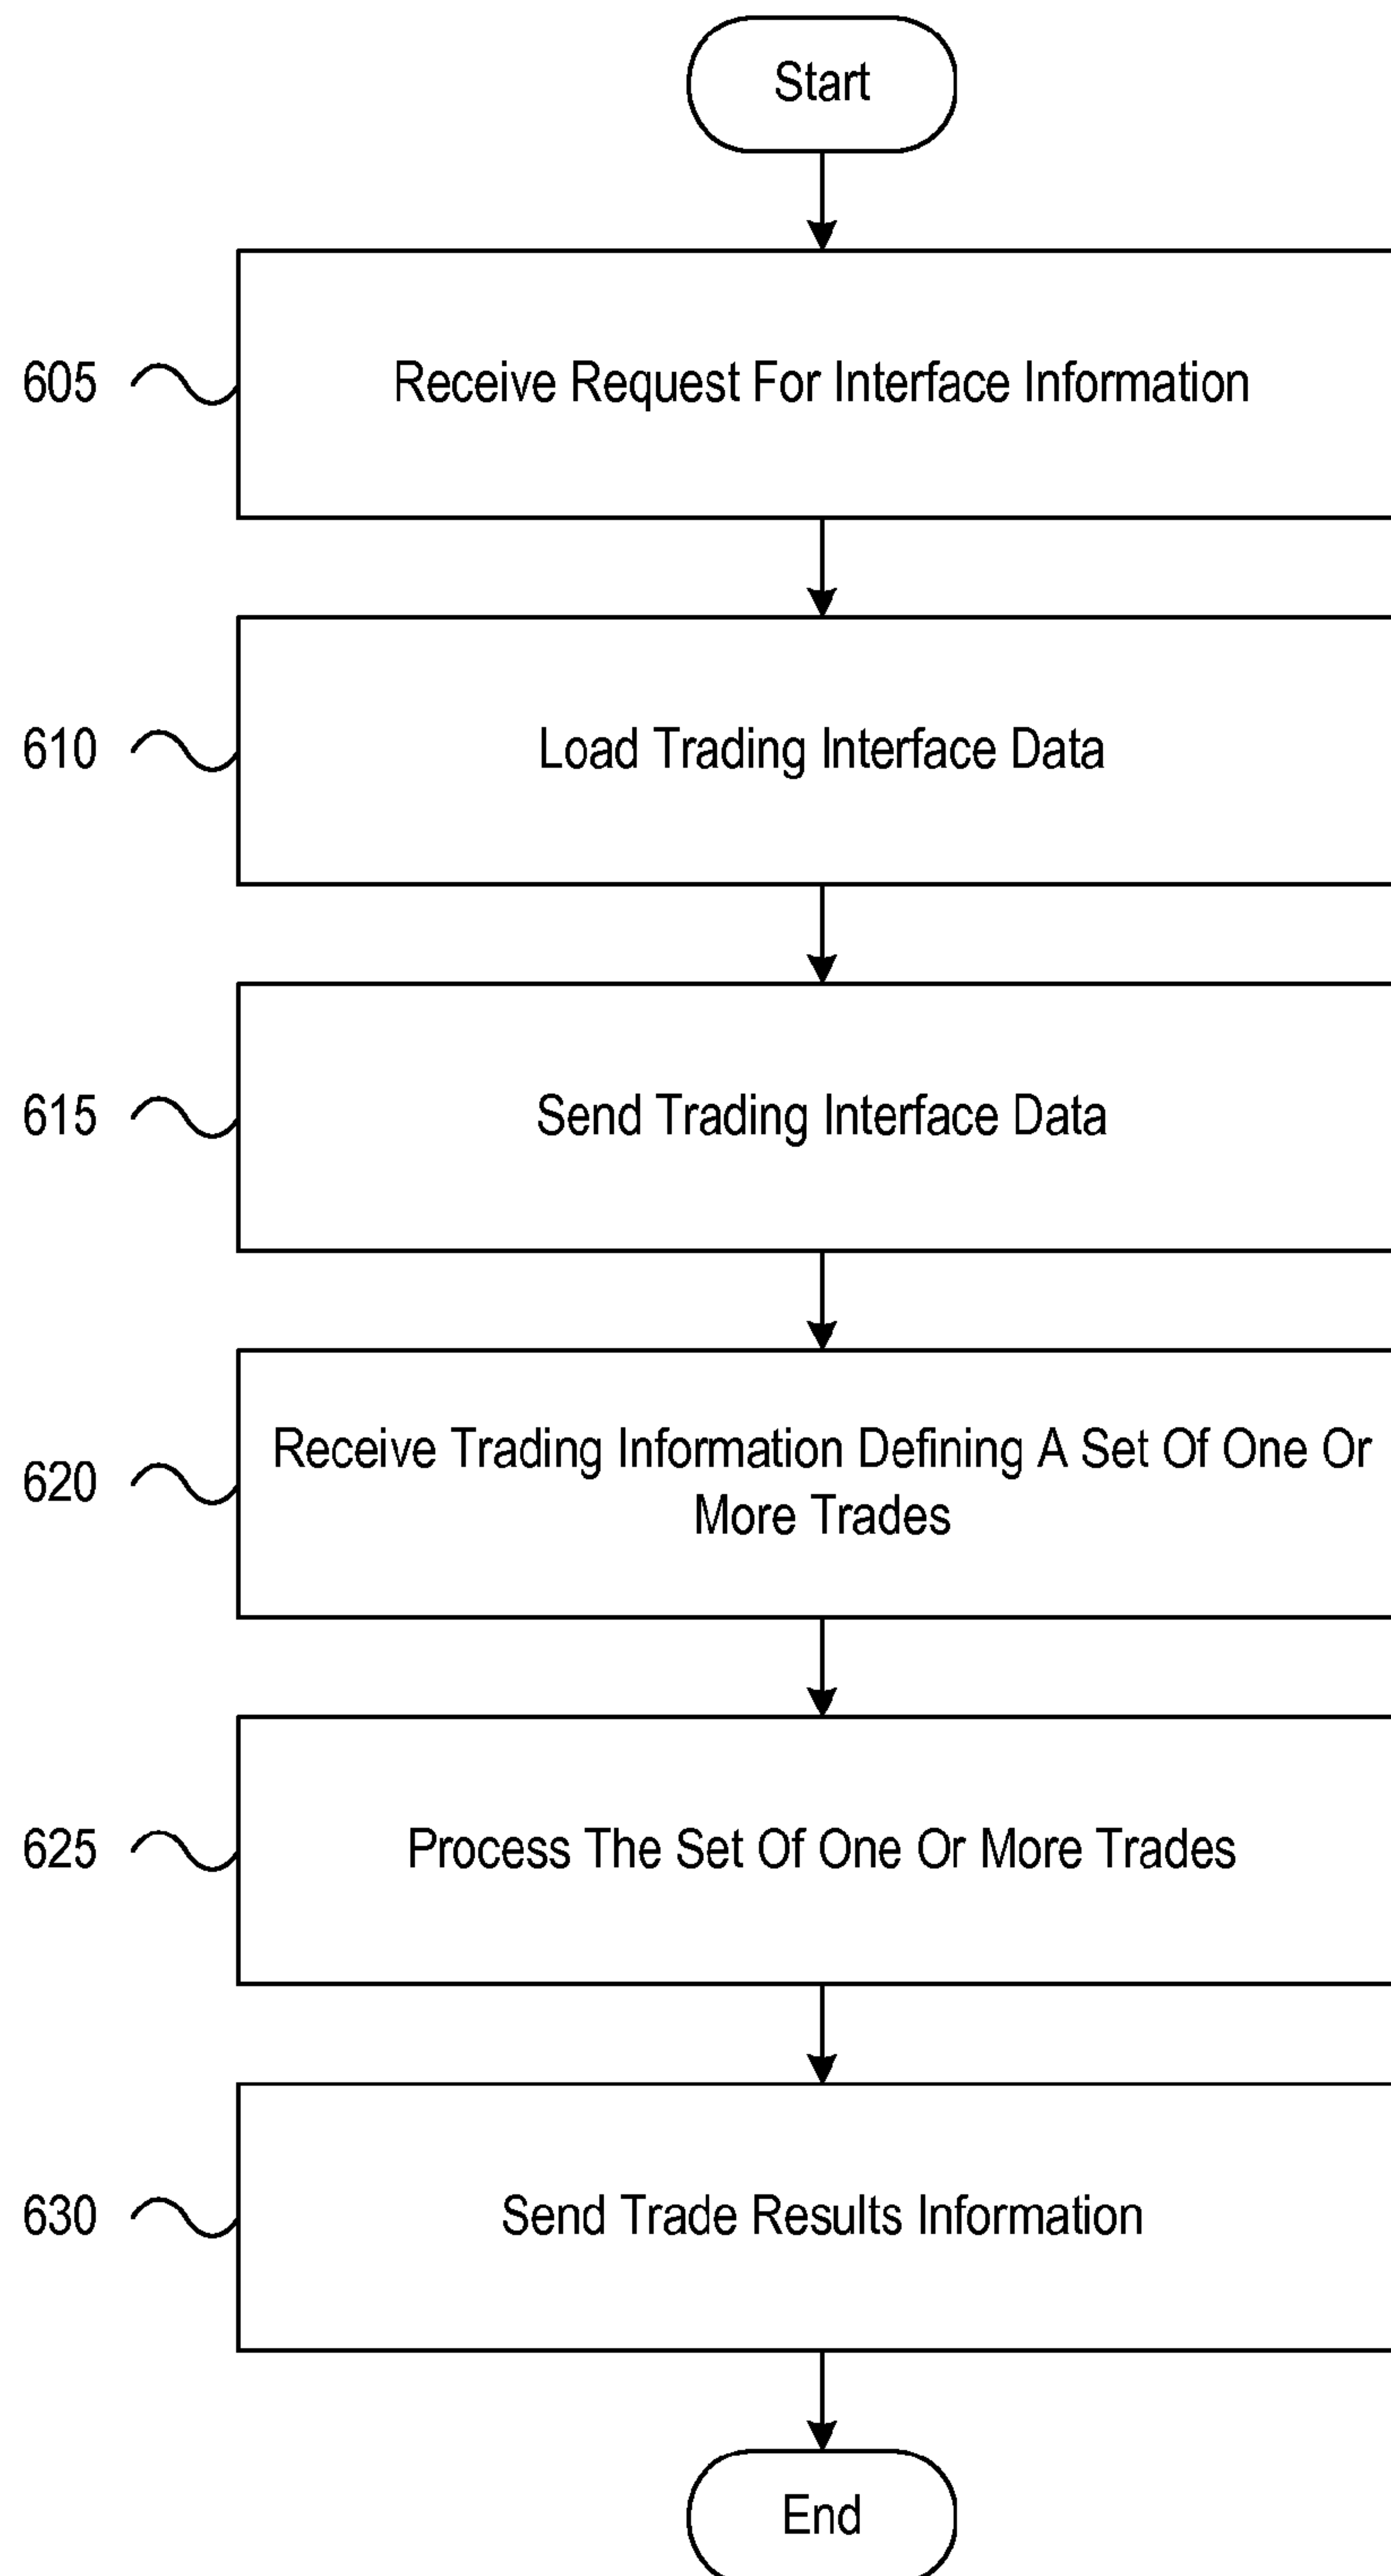 Start
605
Receive Request For Interface Information
610
Load Trading Interface Data
615
Send Trading Interface Data
620
Receive Trading Information Defining A Set Of One Or
More Trades
625
Process The Set Of One Or More Trades
630
Send Trade Results Information
End